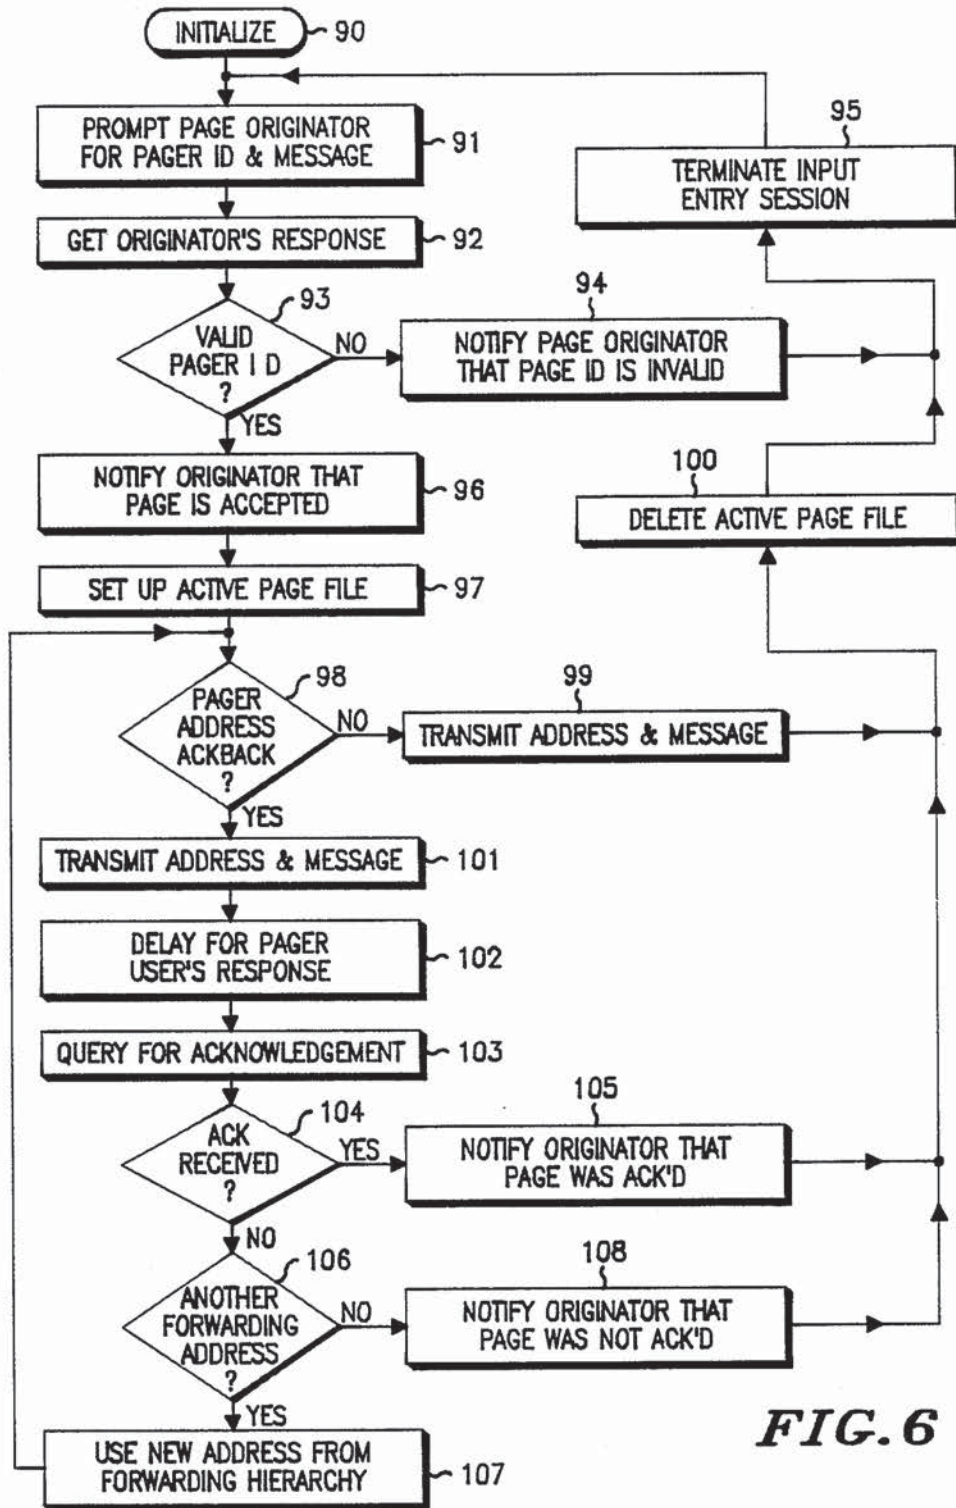 INITIALIZE
90
PROMPT PAGE ORIGINATOR
FOR PAGER ID & MESSAGE
91
95
TERMINATE INPUT
ENTRY SESSION
GET ORIGINATOR'S RESPONSE
92
93
VALID
PAGER I D
?
NO
YES
94
NOTIFY PAGE ORIGINATOR
THAT PAGE ID IS INVALID
NOTIFY ORIGINATOR THAT
PAGE IS ACCEPTED
96
100
DELETE ACTIVE PAGE FILE
SET UP ACTIVE PAGE FILE
97
98
PAGER
ADDRESS
ACKBACK
?
NO
YES
99
TRANSMIT ADDRESS & MESSAGE
TRANSMIT ADDRESS & MESSAGE
101
DELAY FOR PAGER
USER'S RESPONSE
102
QUERY FOR ACKNOWLEDGEMENT
103
104
ACK
RECEIVED
?
YES
NO
105
NOTIFY ORIGINATOR THAT
PAGE WAS ACK'D
106
ANOTHER
FORWARDING
ADDRESS
?
NO
YES
108
NOTIFY ORIGINATOR THAT
PAGE WAS NOT ACK'D
USE NEW ADDRESS FROM
FORWARDING HIERARCHY
107
FIG. 6